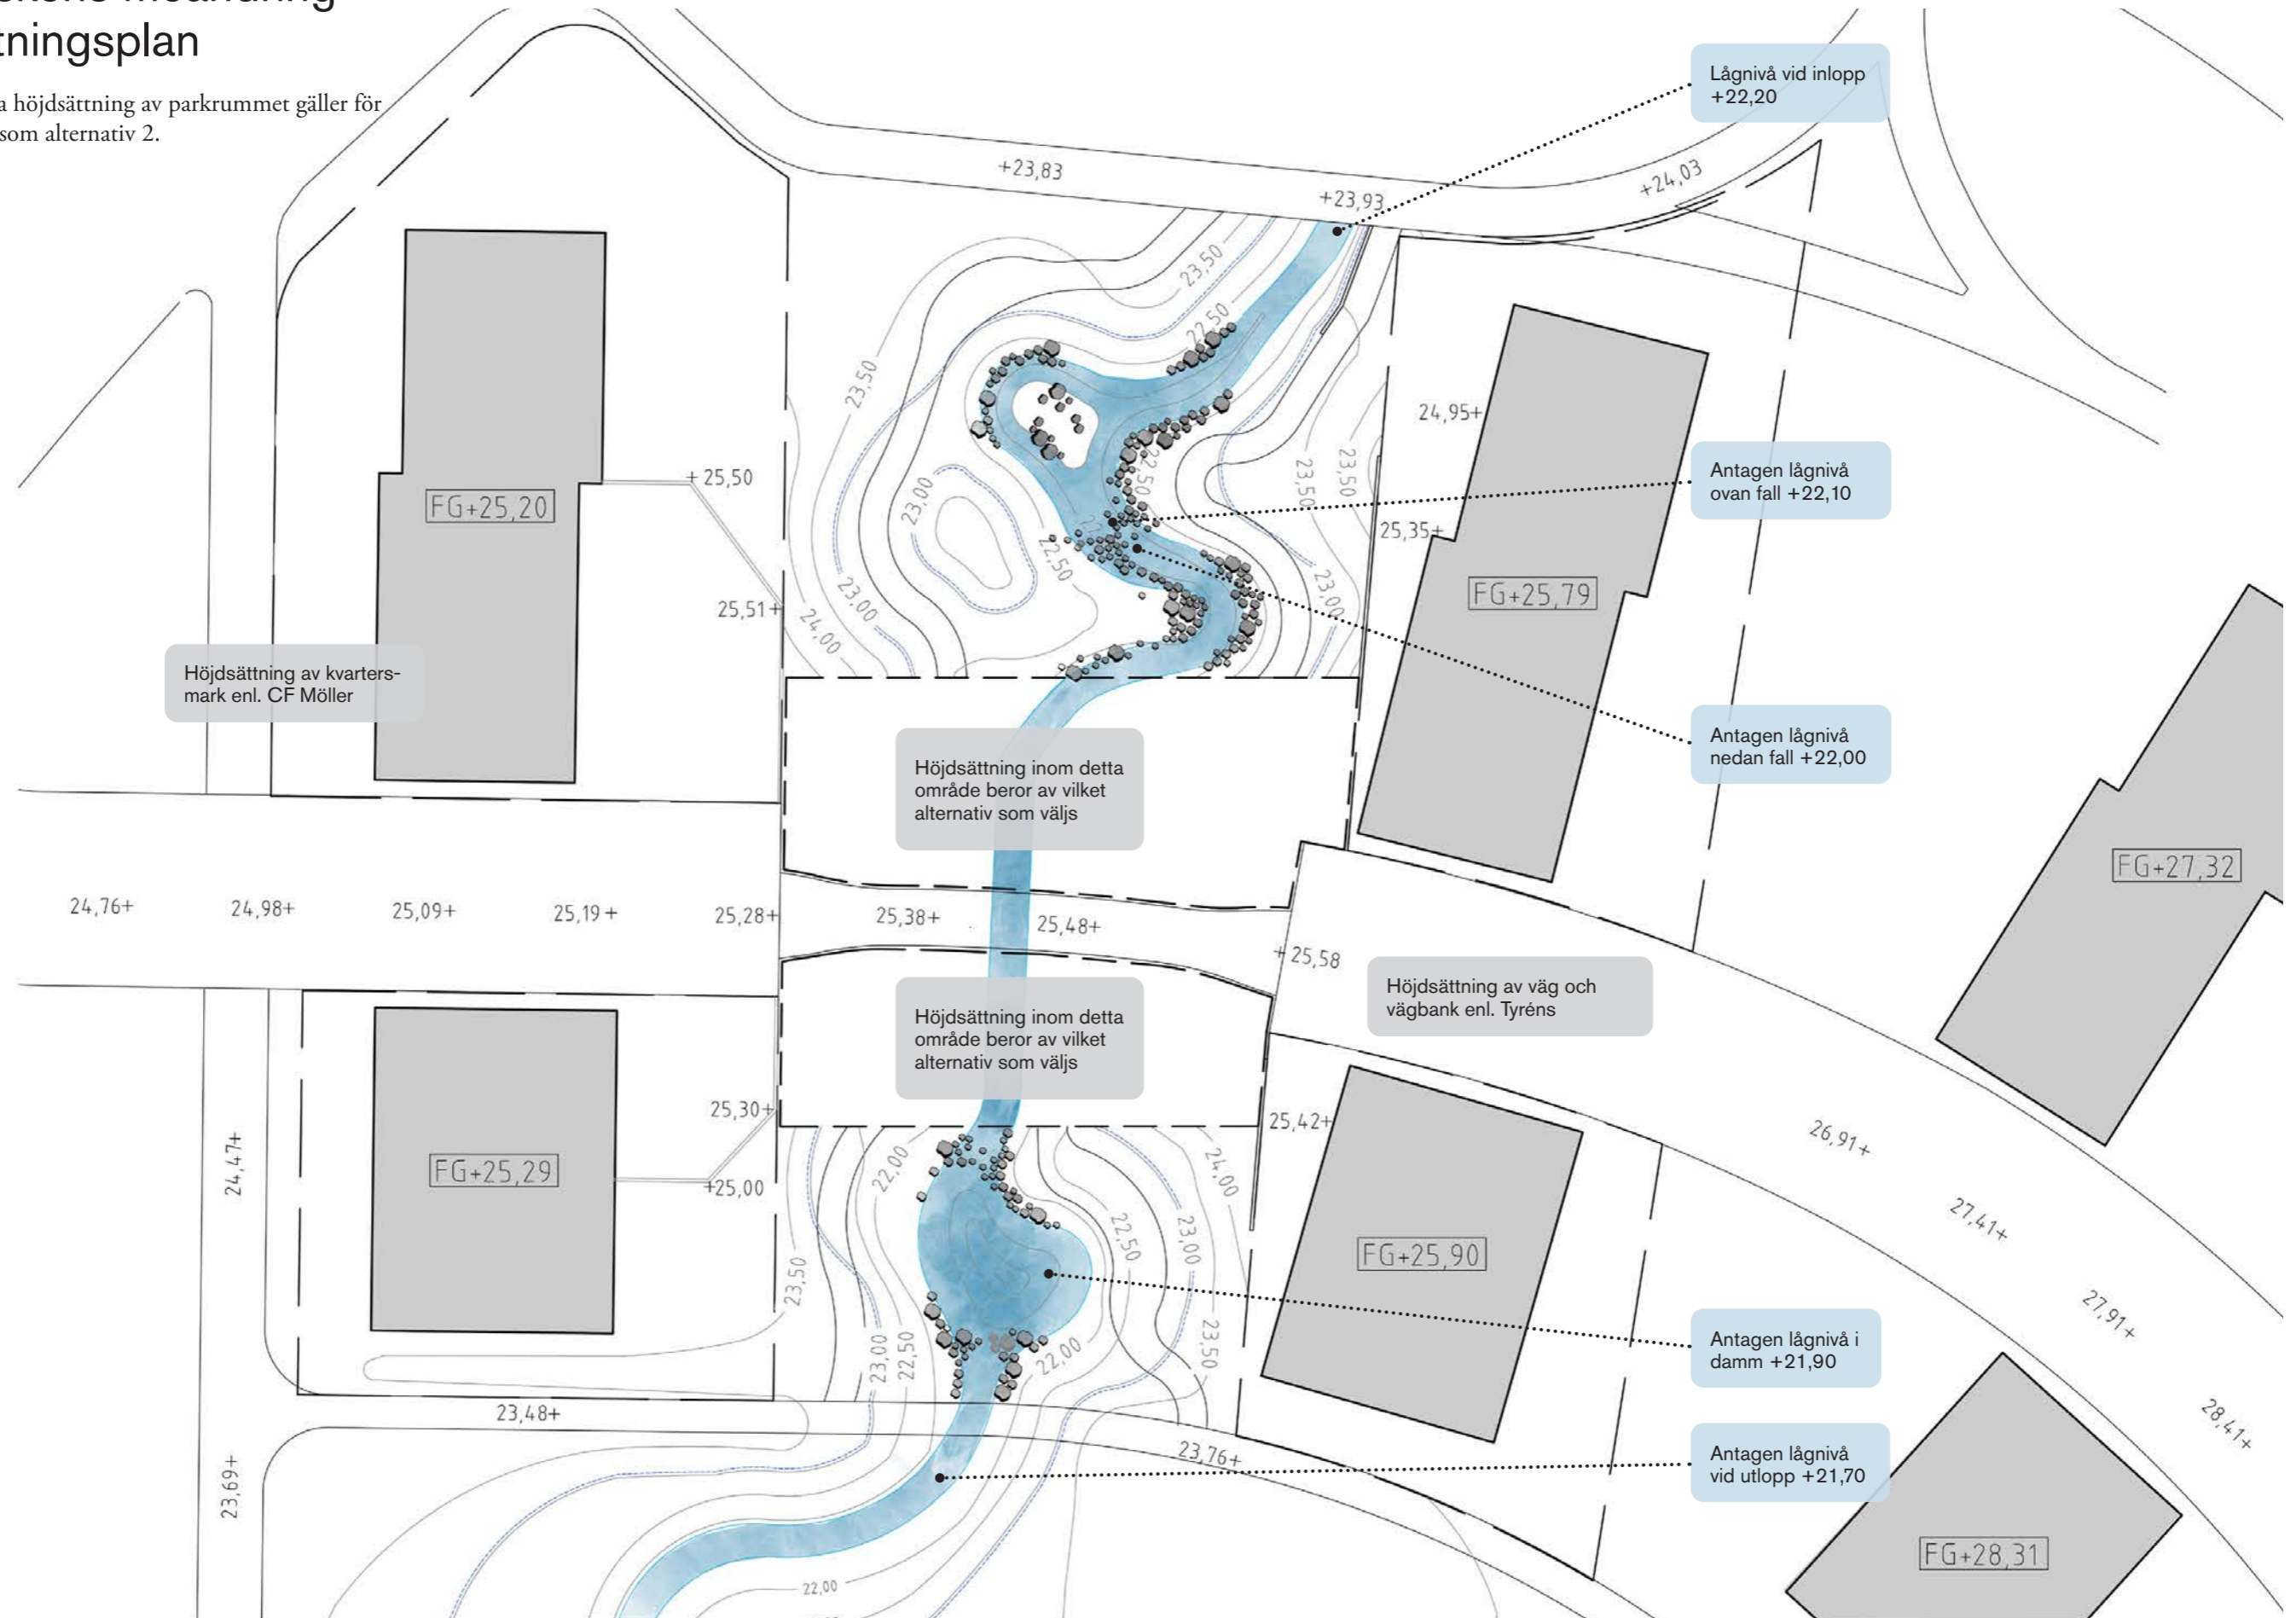 tningsplan
a höjdsättning av parkrummet gäller för
som alternativ 2.
Lågnivå vid inlopp
+22,20
+23,83
+23,93
+24,03
23,50
22,50
23,50
24,95+
Antagen lågnivå
ovan fall +22,10
+25,50
FG+25,20
23,00
22,50
23,50
23,50
25,35+
22,50
FG+25,79
25,51+
23,00
24,00
23,00
Höjdsättning av kvarters-
mark enl. CF Möller
Antagen lågnivå
nedan fall +22,00
Höjdsättning inom detta
område beror av vilket
alternativ som väljs
FG+27,32
24,76+
24,98+
25,09+
25,19+
25,28+
25,38+
25,48+
+25,58
Höjdsättning av väg och
vägbank enl. Tyréns
Höjdsättning inom detta
område beror av vilket
alternativ som väljs
25,30+
25,42+
24,47+
FG+25,29
+25,00
22,00
24,00
26,91+
22,50
23,00
27,41+
FG+25,90
23,50
27,91+
23,00
22,50
22,00
23,50
Antagen lågnivå i
damm +21,90
23,48+
28,41+
23,69+
23,76+
Antagen lågnivå
vid utlopp +21,70
FG+28,31
22,00